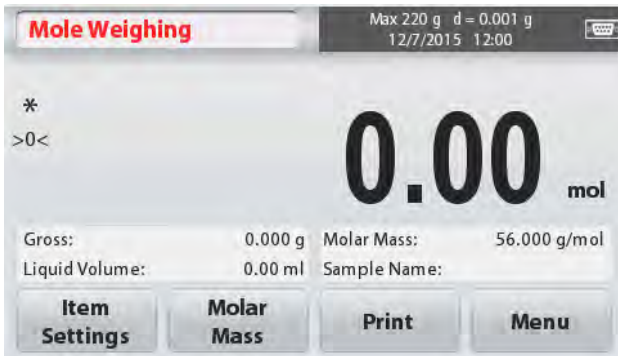 Mole Weighing
Max 220 g d = 0.001 g
12/7/2015 12:00
*
>0<
0.00 mol
Gross: 0.000 g Molar Mass: 56.000 g/mol
Liquid Volume: 0.00 ml Sample Name:
Item Settings
Molar Mass
Print
Menu